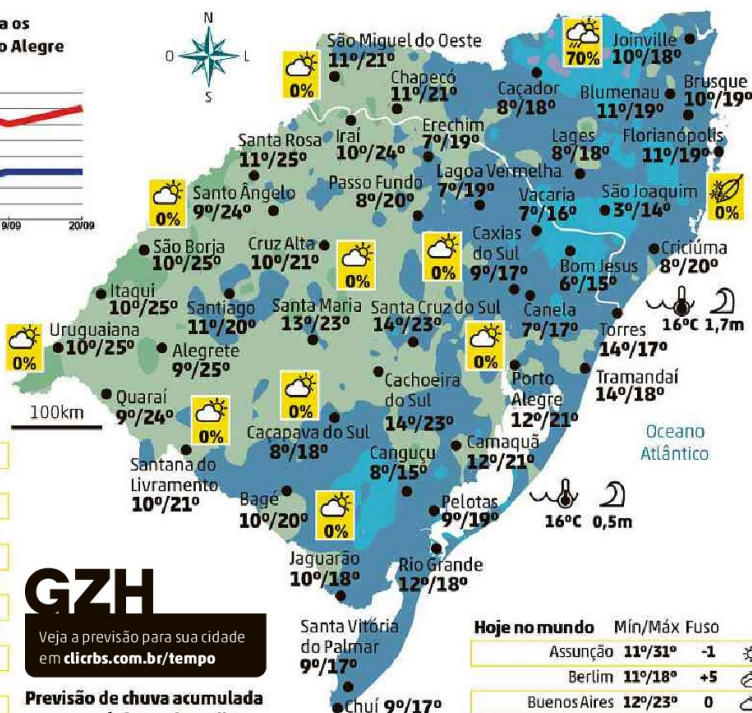 a os
o Alegre
9/09
20/09
N
O
L
S
São Miguel do Oeste
11º/21º
0%
Chapecó
11º/21º
70%
Joinville
10º/18º
Caçador
8º/18º
Blumenau
11º/19º
Brusque
10º/19º
Santa Rosa
11º/25º
Iraí
10º/24º
Erechim
7º/19º
Lages
8º/18º
Florianópolis
11º/19º
0%
Santo Ângelo
9º/24º
Passo Fundo
8º/20º
Lagoa Vermelha
7º/19º
Vacaria
7º/16º
São Joaquim
3º/14º
0%
São Borja
10º/25º
Cruz Alta
10º/21º
0%
0%
Caxias
do Sul
9º/17º
Bom Jesus
6º/15º
Criciúma
8º/20º
Itaqui
10º/25º
Santiago
11º/20º
Santa Maria
13º/23º
Santa Cruz do Sul
14º/23º
Canela
7º/17º
16ºC 1,7m
Torres
14º/17º
0%
Uruguaiana
10º/25º
Alegrete
9º/25º
0%
Porto
Alegre
12º/21º
Tramandaí
14º/18º
100km
Quaraí
9º/24º
0%
0%
Cachoeira
do Sul
14º/23º
Caçapava do Sul
8º/18º
Camaquã
12º/21º
Oceano
Atlântico
Santana do
Livramento
10º/21º
Canguçu
8º/15º
Bagé
10º/20º
0%
Pelotas
9º/19º
16ºC 0,5m
Jaguarão
10º/18º
Rio Grande
12º/18º
GZH
Veja a previsão para sua cidade
em clicrbs.com.br/tempo
Santa Vitória
do Palmar
9º/17º
Chuí 9º/17º
Previsão de chuva acumulada
Hoje no mundo Mín/Máx Fuso
Assunção 11º/31º -1
Berlim 11º/18º +5
Buenos Aires 12º/23º 0